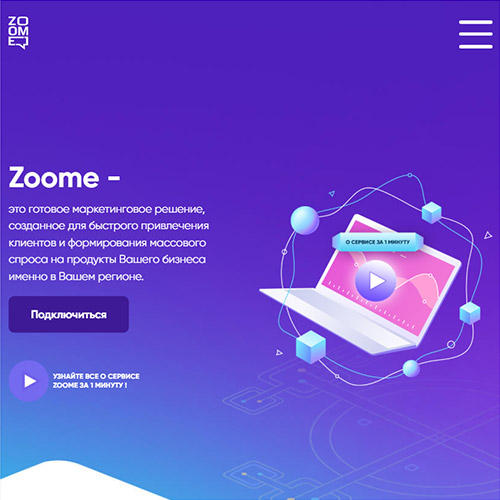 ZO
OM
E
Zoome -
это готовое маркетинговое решение,
созданное для быстрого привлечения
клиентов и формирования массового
спроса на продукты Вашего бизнеса
именно в Вашем регионе.
О СЕРВИСЕ ЗА 1 МИНУТУ
Подключиться
УЗНАЙТЕ ВСЕ О СЕРВИСЕ
ZOOME ЗА 1 МИНУТУ !